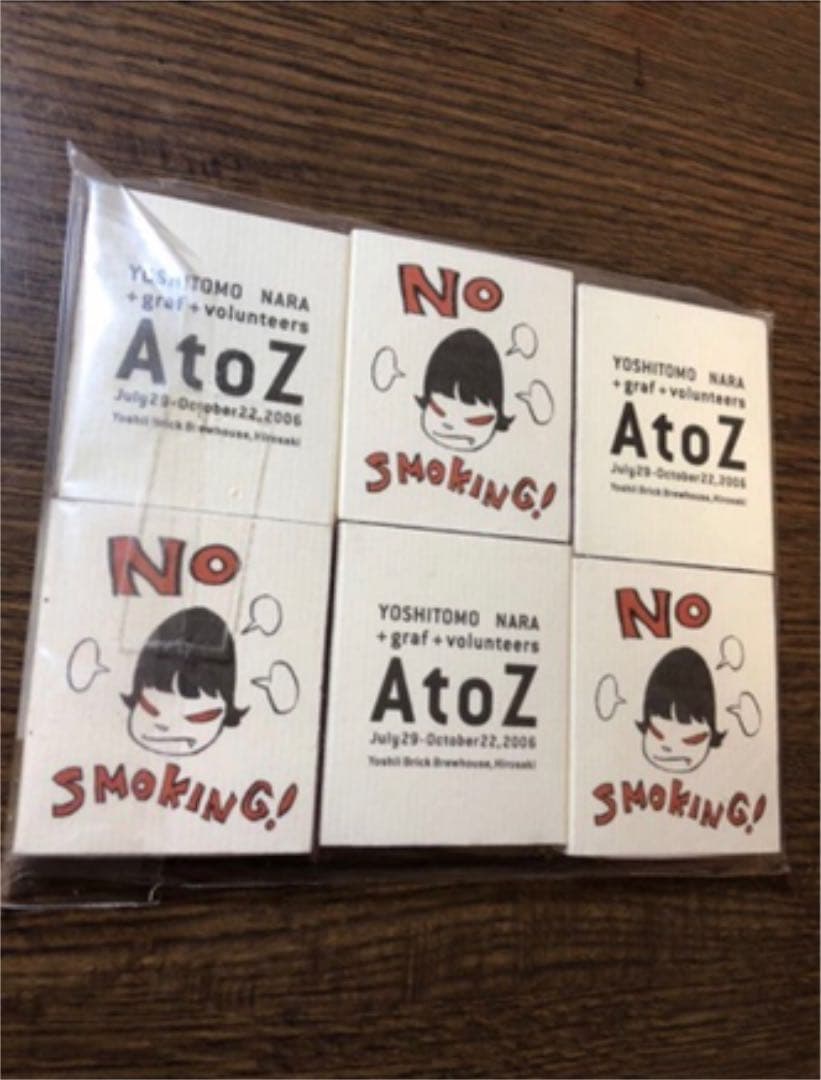 YOSHITOMO NARA
+graf+volunteers
AtoZ
July29-October22,2006
Yoshii Brick Brewhouse, Hirosaki
NO
SMOKING!
YOSHITOMO NARA
+graf+volunteers
AtoZ
July29-October22,2006
Yoshii Brick Brewhouse, Hirosaki
NO
SMOKING!
YOSHITOMO NARA
+graf+volunteers
AtoZ
July29-October22,2006
Yoshii Brick Brewhouse, Hirosaki
NO
SMOKING!